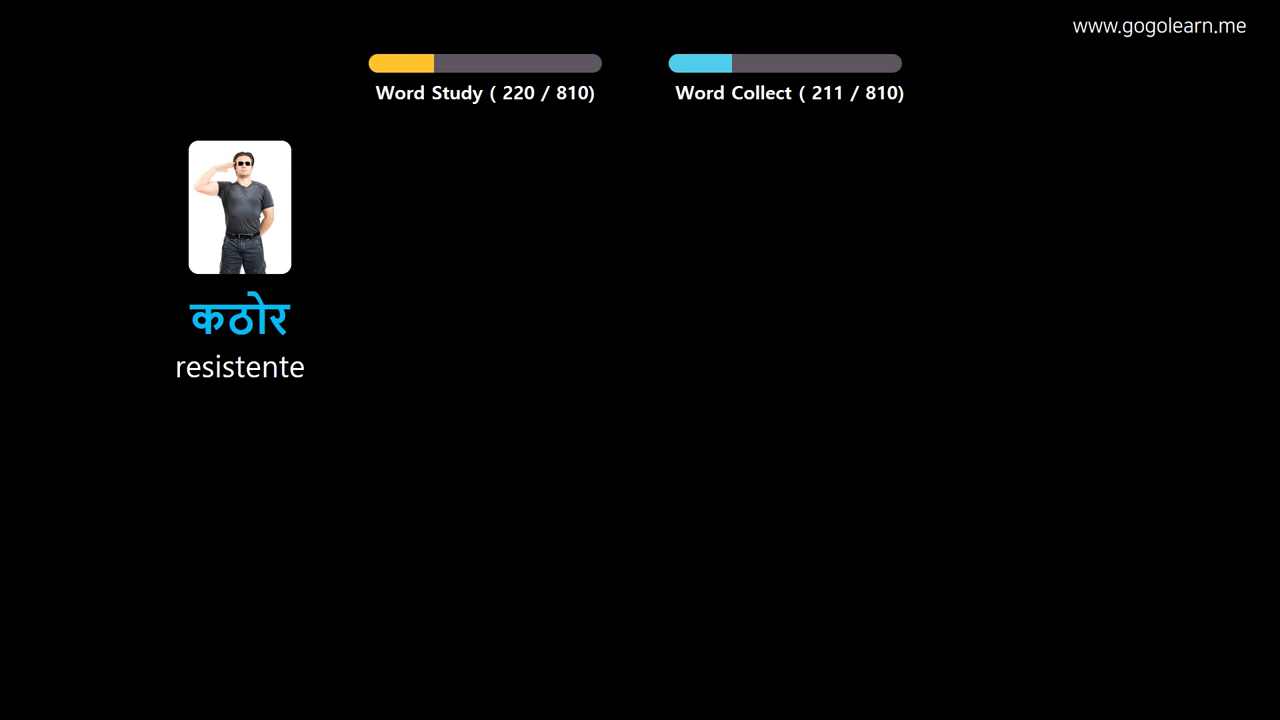 www.gogolearn.me
Word Study ( 220 / 810)
Word Collect ( 211 / 810)
कठोर
resistente